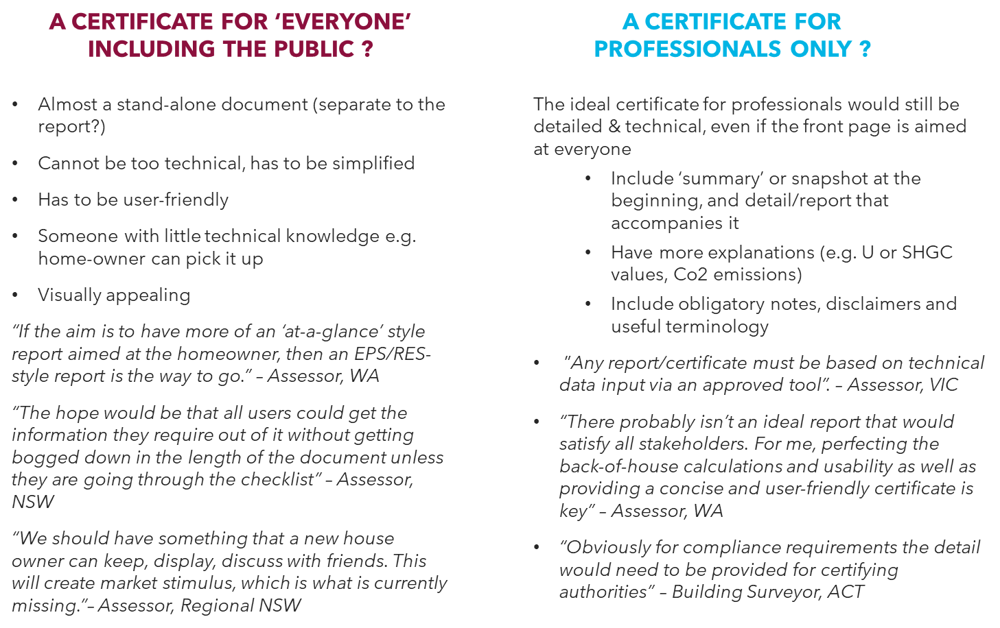 A CERTIFICATE FOR ‘EVERYONE’
INCLUDING THE PUBLIC ?
• Almost a stand-alone document (separate to the
report?)
• Cannot be too technical, has to be simplified
• Has to be user-friendly
• Someone with little technical knowledge e.g.
home-owner can pick it up
• Visually appealing
“If the aim is to have more of an ‘at-a-glance’ style
report aimed at the homeowner, then an EPS/RES-
style report is the way to go.” – Assessor, WA
“The hope would be that all users could get the
information they require out of it without getting
bogged down in the length of the document unless
they are going through the checklist” – Assessor,
NSW
“We should have something that a new house
owner can keep, display, discuss with friends. This
will create market stimulus, which is what is currently
missing.”– Assessor, Regional NSW
A CERTIFICATE FOR
PROFESSIONALS ONLY ?
The ideal certificate for professionals would still be
detailed & technical, even if the front page is aimed
at everyone
• Include ‘summary’ or snapshot at the
beginning, and detail/report that
accompanies it
• Have more explanations (e.g. U or SHGC
values, Co2 emissions)
• Include obligatory notes, disclaimers and
useful terminology
• "Any report/certificate must be based on technical
data input via an approved tool”. – Assessor, VIC
• “There probably isn’t an ideal report that would
satisfy all stakeholders. For me, perfecting the
back-of-house calculations and usability as well as
providing a concise and user-friendly certificate is
key” – Assessor, WA
• “Obviously for compliance requirements the detail
would need to be provided for certifying
authorities” – Building Surveyor, ACT